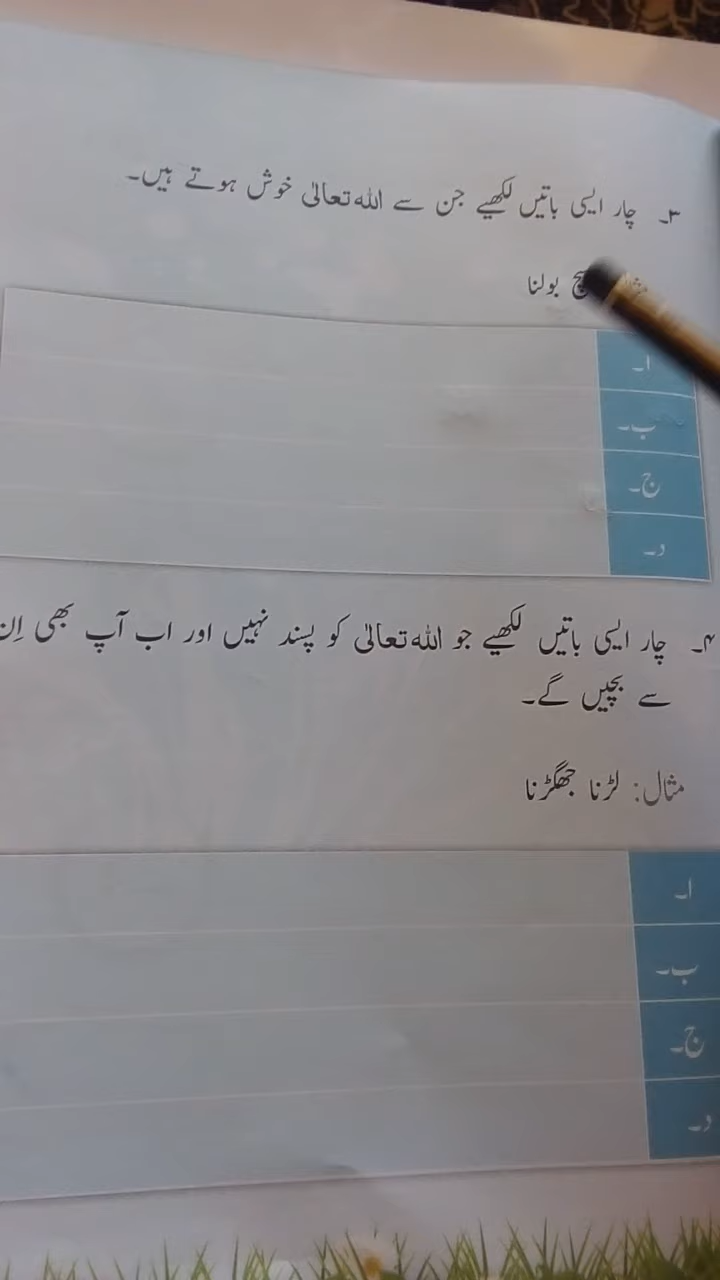 ۳۔ چار ایسی باتیں لکھیے جن سے اللہ تعالیٰ خوش ہوتے ہیں۔
بولنا
ا۔
ب۔
ج۔
د۔
۴۔ چار ایسی باتیں لکھیے جو اللہ تعالیٰ کو پسند نہیں اور اب آپ بھی اِن
سے بچیں گے۔
مثال: لڑنا جھگڑنا
ا۔
ب۔
ج۔
د۔